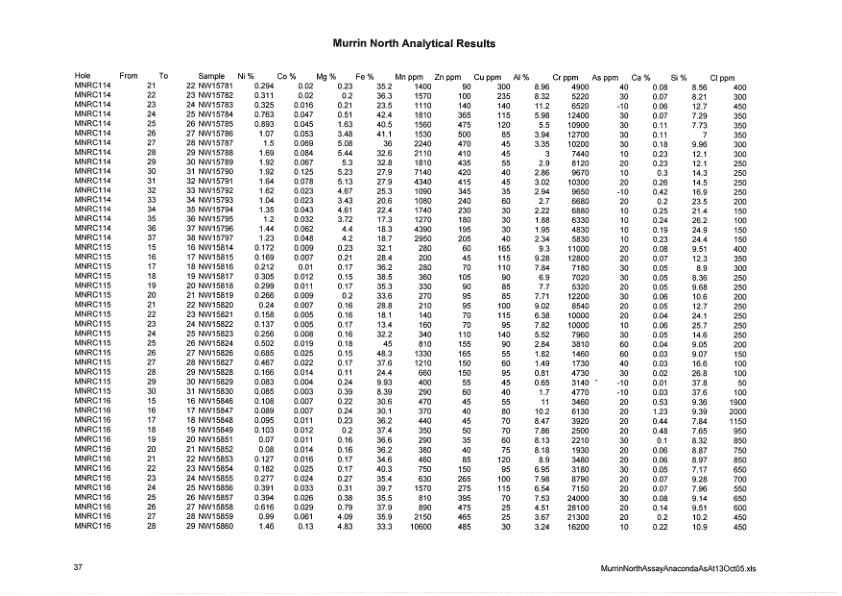 Murrin North Analytical Results
Hole From To Sample Ni % Co % Mg % Fe % Mn ppm Zn ppm Cu ppm Al % Cr ppm As ppm Ca % Si % Cl ppm
MNRC114 21 22 NW15781 0.294 0.02 0.23 35.2 1400 90 300 8.96 4900 40 0.08 8.56 400
MNRC114 22 23 NW15782 0.311 0.02 0.2 36.3 1570 100 235 8.32 5220 30 0.07 8.21 300
MNRC114 23 24 NW15783 0.325 0.016 0.21 23.5 1110 140 140 11.2 6520 -10 0.06 12.7 450
MNRC114 24 25 NW15784 0.763 0.047 0.51 42.4 1810 365 115 5.98 12400 30 0.07 7.29 350
MNRC114 25 26 NW15785 0.893 0.045 1.63 40.5 1560 475 120 5.5 10900 30 0.11 7.73 350
MNRC114 26 27 NW15786 1.07 0.053 3.48 41.1 1530 500 85 3.94 12700 30 0.11 7 350
MNRC114 27 28 NW15787 1.5 0.069 5.08 36 2240 470 45 3.35 10200 30 0.18 9.96 300
MNRC114 28 29 NW15788 1.69 0.084 5.44 32.6 2110 410 45 3 7440 10 0.23 12.1 300
MNRC114 29 30 NW15789 1.92 0.067 5.3 32.8 1810 435 55 2.9 8120 20 0.23 12.1 250
MNRC114 30 31 NW15790 1.92 0.125 5.23 27.9 7140 420 40 2.86 9670 10 0.3 14.3 250
MNRC114 31 32 NW15791 1.64 0.078 5.13 27.9 4340 415 45 3.02 10300 20 0.26 14.5 250
MNRC114 32 33 NW15792 1.62 0.023 4.67 25.3 1090 345 35 2.94 9650 -10 0.42 16.9 250
MNRC114 33 34 NW15793 1.04 0.023 3.43 20.6 1080 240 60 2.7 6680 20 0.2 23.5 200
MNRC114 34 35 NW15794 1.35 0.043 4.61 22.4 1740 230 30 2.22 6880 10 0.25 21.4 150
MNRC114 35 36 NW15795 1.2 0.032 3.72 17.3 1270 180 30 1.88 6330 10 0.24 26.2 100
MNRC114 36 37 NW15796 1.44 0.062 4.4 18.3 4390 195 30 1.95 4830 10 0.19 24.9 150
MNRC114 37 38 NW15797 1.23 0.048 4.2 18.7 2950 205 40 2.34 5830 10 0.23 24.4 150
MNRC115 15 16 NW15814 0.172 0.009 0.23 32.1 280 60 165 9.3 11000 20 0.08 9.51 400
MNRC115 16 17 NW15815 0.169 0.007 0.21 28.4 200 45 115 9.28 12800 20 0.07 12.3 350
MNRC115 17 18 NW15816 0.212 0.01 0.17 36.2 280 70 110 7.84 7180 30 0.05 8.9 300
MNRC115 18 19 NW15817 0.305 0.012 0.15 38.5 360 105 90 6.9 7020 30 0.05 8.36 250
MNRC115 19 20 NW15818 0.299 0.011 0.17 35.3 330 90 85 7.7 5320 20 0.05 9.68 250
MNRC115 20 21 NW15819 0.266 0.009 0.2 33.6 270 95 85 7.71 12200 30 0.06 10.6 200
MNRC115 21 22 NW15820 0.24 0.007 0.16 28.8 210 95 100 9.02 8540 20 0.05 12.7 250
MNRC115 22 23 NW15821 0.158 0.005 0.16 18.1 140 70 115 6.38 10000 20 0.04 24.1 250
MNRC115 23 24 NW15822 0.137 0.005 0.17 13.4 160 70 95 7.82 10000 10 0.06 25.7 250
MNRC115 24 25 NW15823 0.256 0.008 0.16 32.2 340 110 140 5.52 7960 30 0.05 14.6 250
MNRC115 25 26 NW15824 0.502 0.019 0.18 45 810 155 90 2.84 3810 60 0.04 9.05 200
MNRC115 26 27 NW15826 0.685 0.025 0.15 48.3 1330 165 55 1.82 1460 60 0.03 9.07 150
MNRC115 27 28 NW15827 0.467 0.022 0.17 37.6 1210 150 60 1.49 1730 40 0.03 16.6 100
MNRC115 28 29 NW15828 0.166 0.014 0.11 24.4 660 150 95 0.81 4730 30 0.02 26.8 100
MNRC115 29 30 NW15829 0.083 0.004 0.24 9.93 400 55 45 0.65 3140 -10 0.01 37.8 50
MNRC115 30 31 NW15830 0.085 0.003 0.39 8.39 290 60 40 1.7 4770 -10 0.03 37.6 100
MNRC116 15 16 NW15846 0.108 0.007 0.22 30.6 470 45 55 11 3460 20 0.53 9.36 1900
MNRC116 16 17 NW15847 0.089 0.007 0.24 30.1 370 40 80 10.2 6130 20 1.23 9.39 2000
MNRC116 17 18 NW15848 0.095 0.011 0.23 36.2 440 45 70 8.47 3920 20 0.44 7.84 1150
MNRC116 18 19 NW15849 0.103 0.012 0.2 37.4 350 50 70 7.86 2500 20 0.48 7.65 950
MNRC116 19 20 NW15851 0.07 0.011 0.16 36.6 290 35 60 8.13 2210 30 0.1 8.32 850
MNRC116 20 21 NW15852 0.08 0.014 0.16 36.2 380 40 75 8.18 1930 20 0.06 8.87 750
MNRC116 21 22 NW15853 0.127 0.016 0.17 34.6 460 85 120 8.9 3480 20 0.06 8.97 850
MNRC116 22 23 NW15854 0.182 0.025 0.17 40.3 750 150 95 6.95 3180 30 0.05 7.17 650
MNRC116 23 24 NW15855 0.277 0.024 0.27 35.4 630 265 100 7.98 8790 20 0.07 9.28 700
MNRC116 24 25 NW15856 0.391 0.033 0.31 39.7 1570 275 115 6.54 7150 20 0.07 7.96 550
MNRC116 25 26 NW15857 0.394 0.026 0.38 35.5 810 395 70 7.53 24000 30 0.08 9.14 650
MNRC116 26 27 NW15858 0.616 0.029 0.79 37.9 890 475 25 4.51 28100 20 0.14 9.51 600
MNRC116 27 28 NW15859 0.99 0.061 4.09 35.9 2150 465 25 3.67 21300 20 0.2 10.2 450
MNRC116 28 29 NW15860 1.46 0.13 4.83 33.3 10600 485 30 3.24 16200 10 0.22 10.9 450
37 MurrinNorthAssayAnacondaAsAt13Oct05.xls